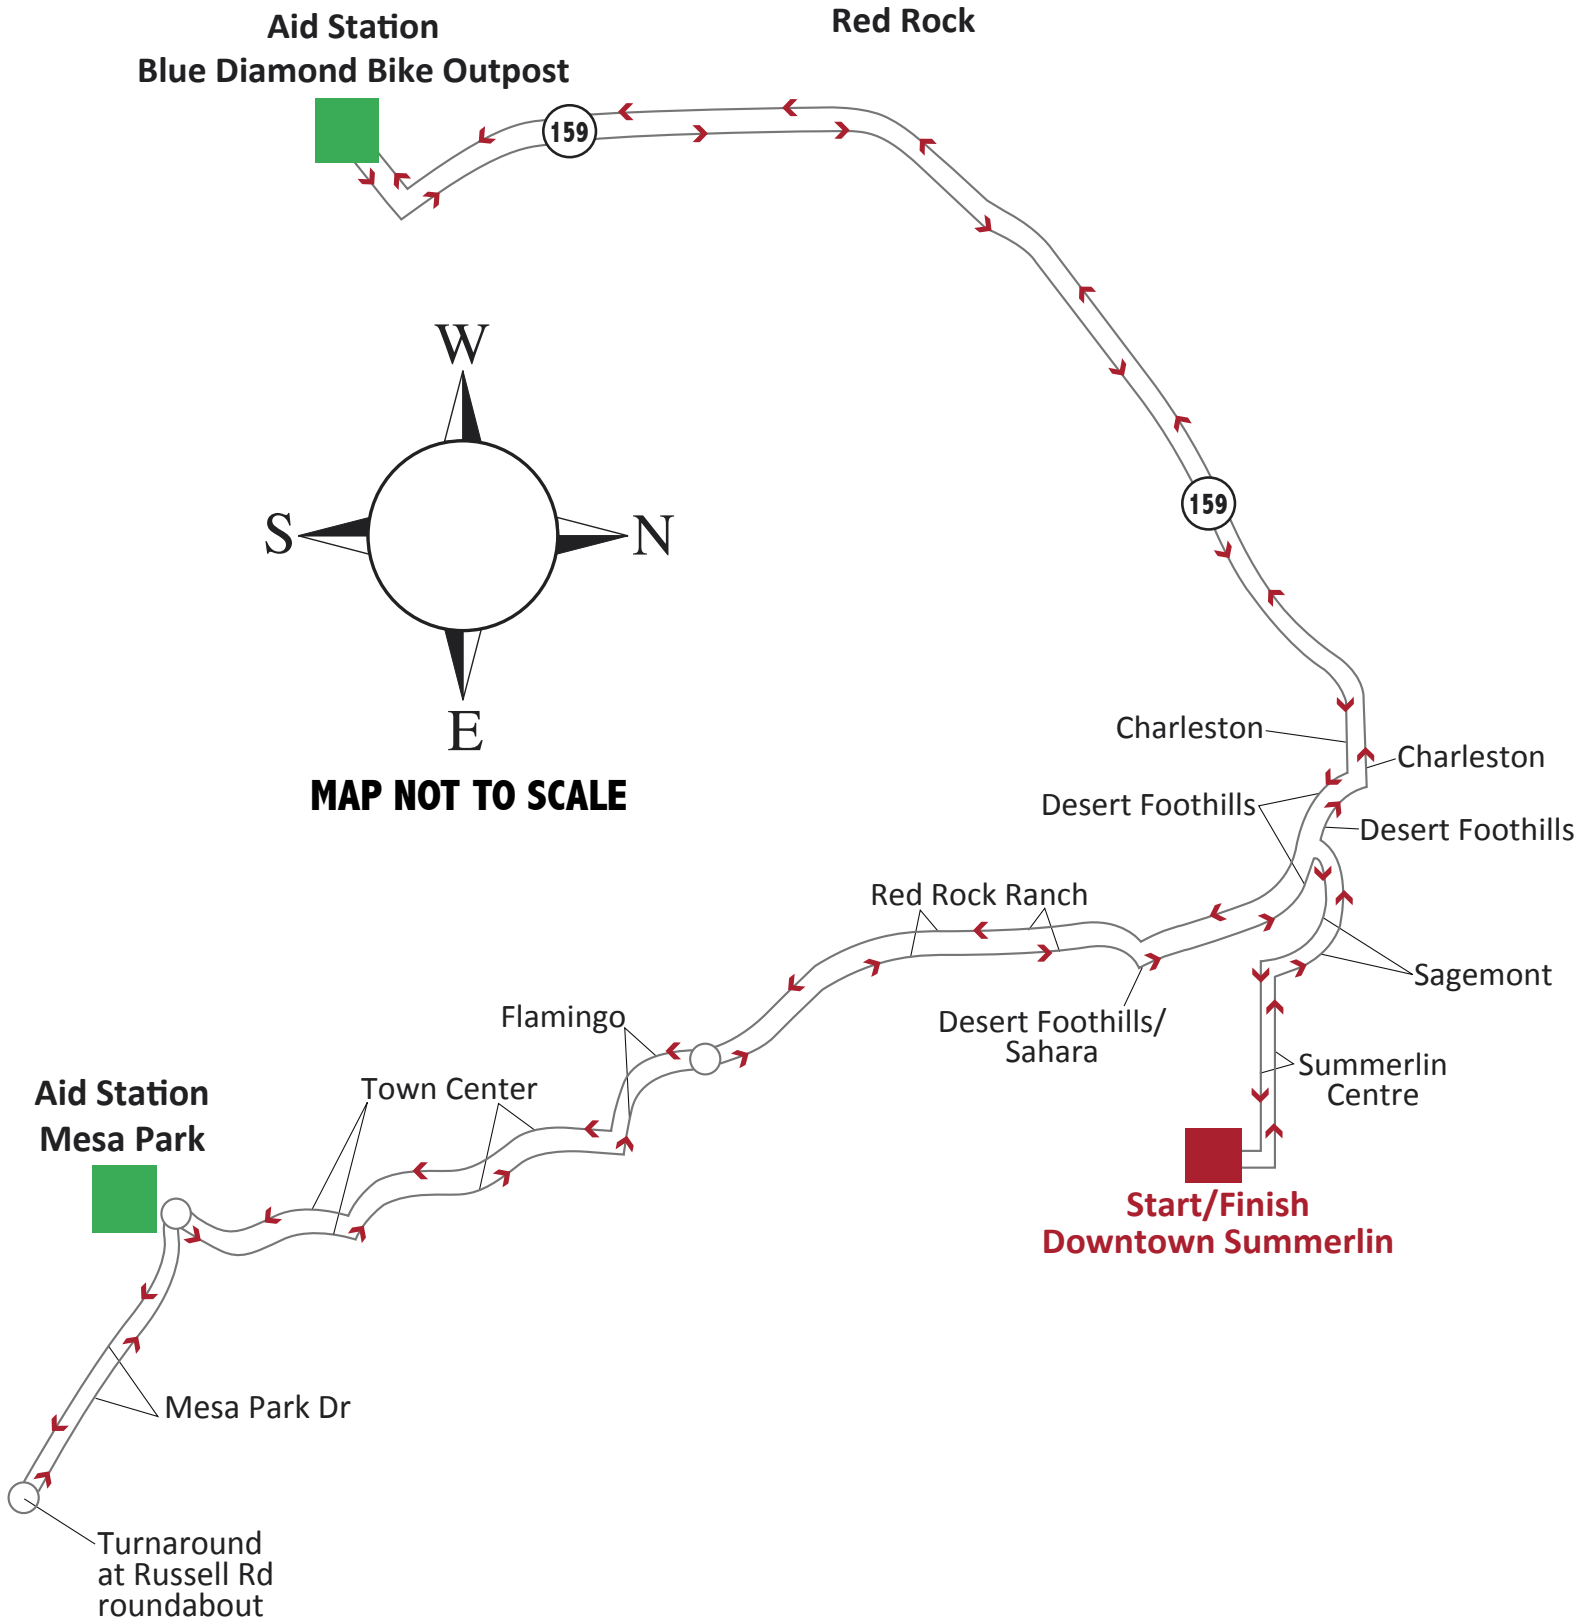 Aid Station
Blue Diamond Bike Outpost
Red Rock
159
W
S
N
E
MAP NOT TO SCALE
159
Charleston
Charleston
Desert Foothills
Desert Foothills
Red Rock Ranch
Sagemont
Desert Foothills/
Sahara
Flamingo
Summerlin
Centre
Town Center
Aid Station
Mesa Park
Start/Finish
Downtown Summerlin
Mesa Park Dr
Turnaround
at Russell Rd
roundabout